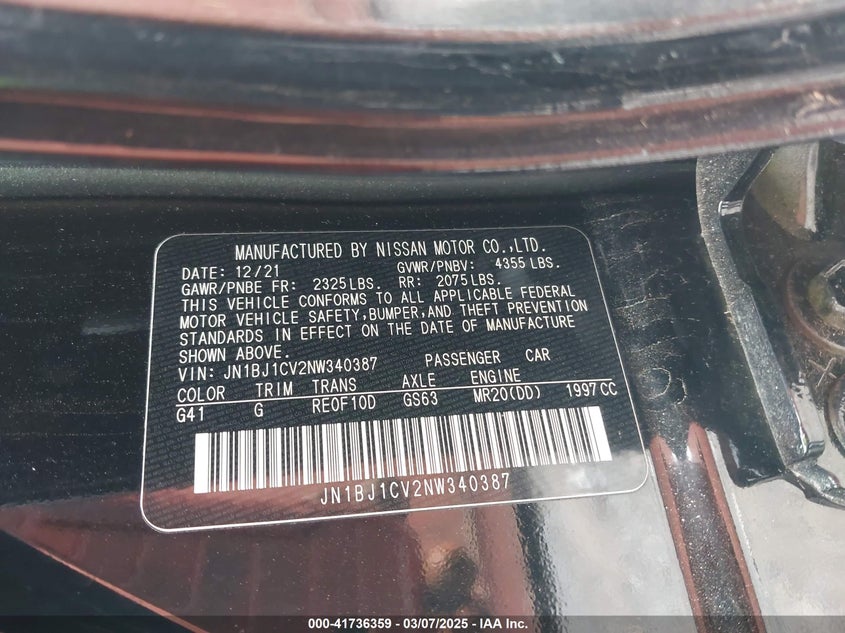 MANUFACTURED BY NISSAN MOTOR CO.,LTD.
DATE: 12/21 GVWR/PNBV: 4355 LBS.
GAWR/PNBE FR: 2325LBS. RR: 2075LBS.
THIS VEHICLE CONFORMS TO ALL APPLICABLE FEDERAL
MOTOR VEHICLE SAFETY,BUMPER,AND THEFT PREVENTION
STANDARDS IN EFFECT ON THE DATE OF MANUFACTURE
SHOWN ABOVE.
VIN: JN1BJ1CV2NW340387 PASSENGER CAR
COLOR TRIM TRANS AXLE ENGINE
G41 G RE0F10D GS63 MR20(DD) 1997CC
JN1BJ1CV2NW340387
000-41736359 | 03/07/2025 | IAA Inc.